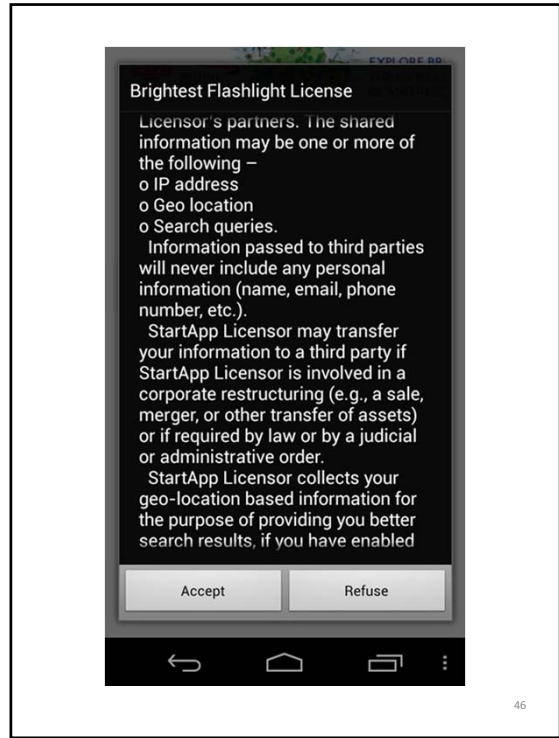 EXPLORE BR
Brightest Flashlight License
Licensor's partners. The shared
information may be one or more of
the following –
o IP address
o Geo location
o Search queries.
Information passed to third parties
will never include any personal
information (name, email, phone
number, etc.).
StartApp Licensor may transfer
your information to a third party if
StartApp Licensor is involved in a
corporate restructuring (e.g., a sale,
merger, or other transfer of assets)
or if required by law or by a judicial
or administrative order.
StartApp Licensor collects your
geo-location based information for
the purpose of providing you better
search results, if you have enabled
Accept Refuse
46